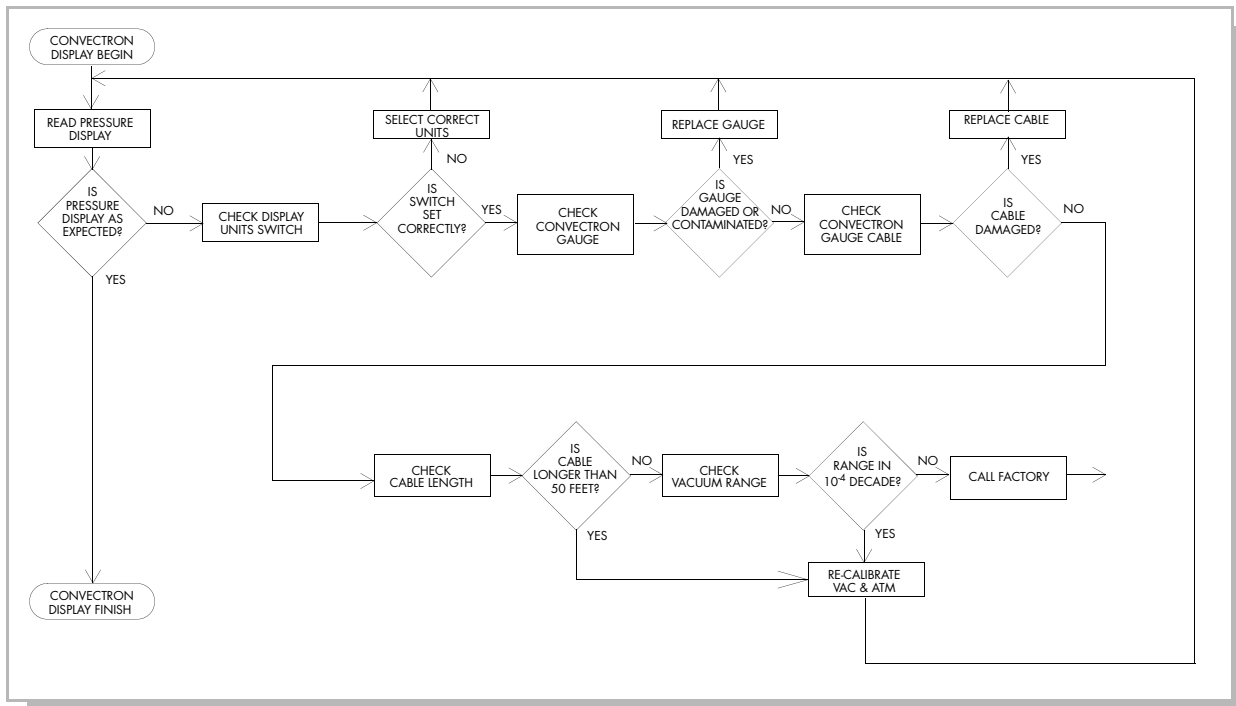 CONVECTRON
DISPLAY BEGIN
READ PRESSURE
DISPLAY
SELECT CORRECT
UNITS
REPLACE GAUGE
REPLACE CABLE
NO
YES
YES
IS
PRESSURE
DISPLAY AS
EXPECTED?
NO
CHECK DISPLAY
UNITS SWITCH
IS
SWITCH
SET
CORRECTLY?
YES
CHECK
CONVECTRON
GAUGE
IS
GAUGE
DAMAGED OR
CONTAMINATED?
NO
CHECK
CONVECTRON
GAUGE CABLE
IS
CABLE
DAMAGED?
NO
YES
CHECK
CABLE LENGTH
IS
CABLE
LONGER THAN
50 FEET?
NO
CHECK
VACUUM RANGE
IS
RANGE IN
10⁻⁴ DECADE?
NO
CALL FACTORY
YES
YES
RE-CALIBRATE
VAC & ATM
CONVECTRON
DISPLAY FINISH